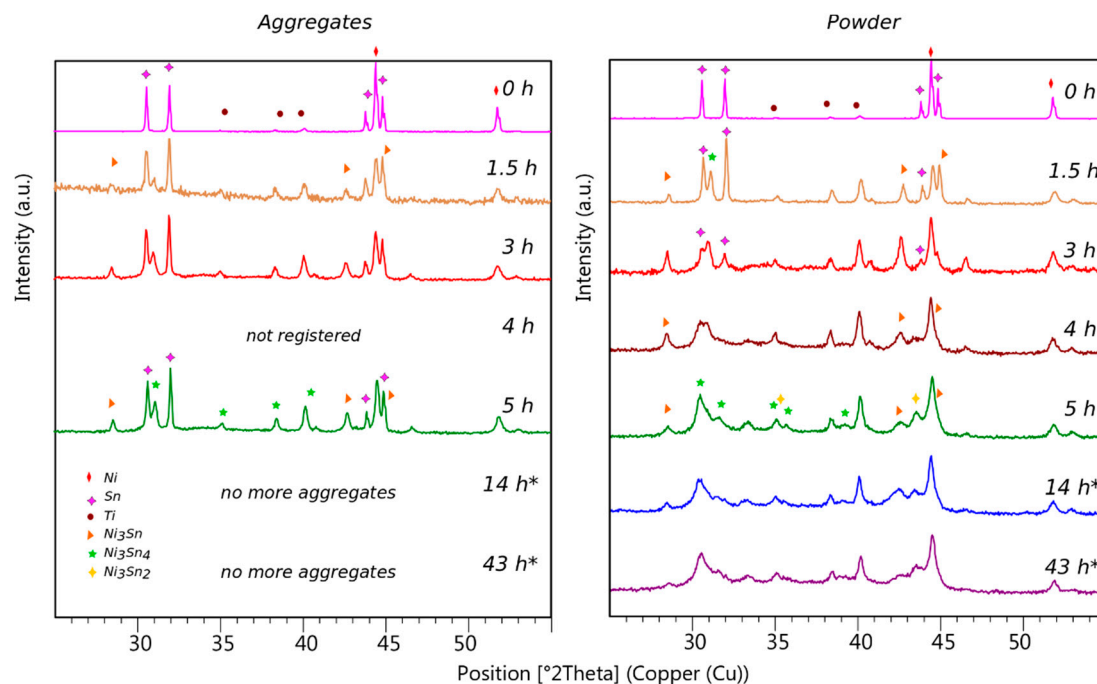 Aggregates
Powder
Intensity (a.u.)
0 h
1.5 h
3 h
4 h
not registered
5 h
14 h*
no more aggregates
43 h*
no more aggregates
Ni
Sn
Ti
Ni3Sn
Ni3Sn4
Ni3Sn2
30 35 40 45 50
Intensity (a.u.)
0 h
1.5 h
3 h
4 h
5 h
14 h*
43 h*
30 35 40 45 50
Position [°2Theta] (Copper (Cu))